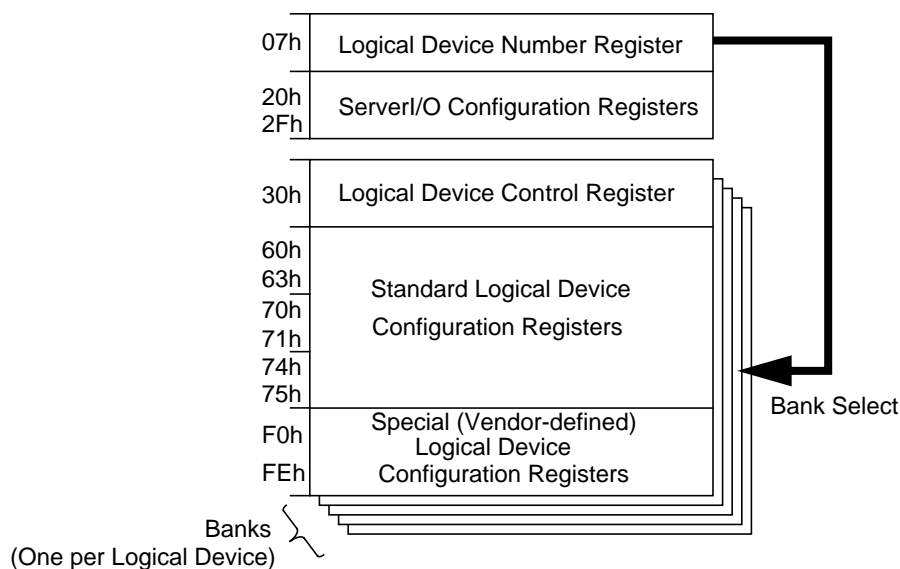 07h Logical Device Number Register
20h
ServerI/O Configuration Registers
2Fh
30h Logical Device Control Register
60h
63h
Standard Logical Device
70h
Configuration Registers
71h
74h
75h
Bank Select
Special (Vendor-defined)
F0h
Logical Device
FEh Configuration Registers
Banks
(One per Logical Device)